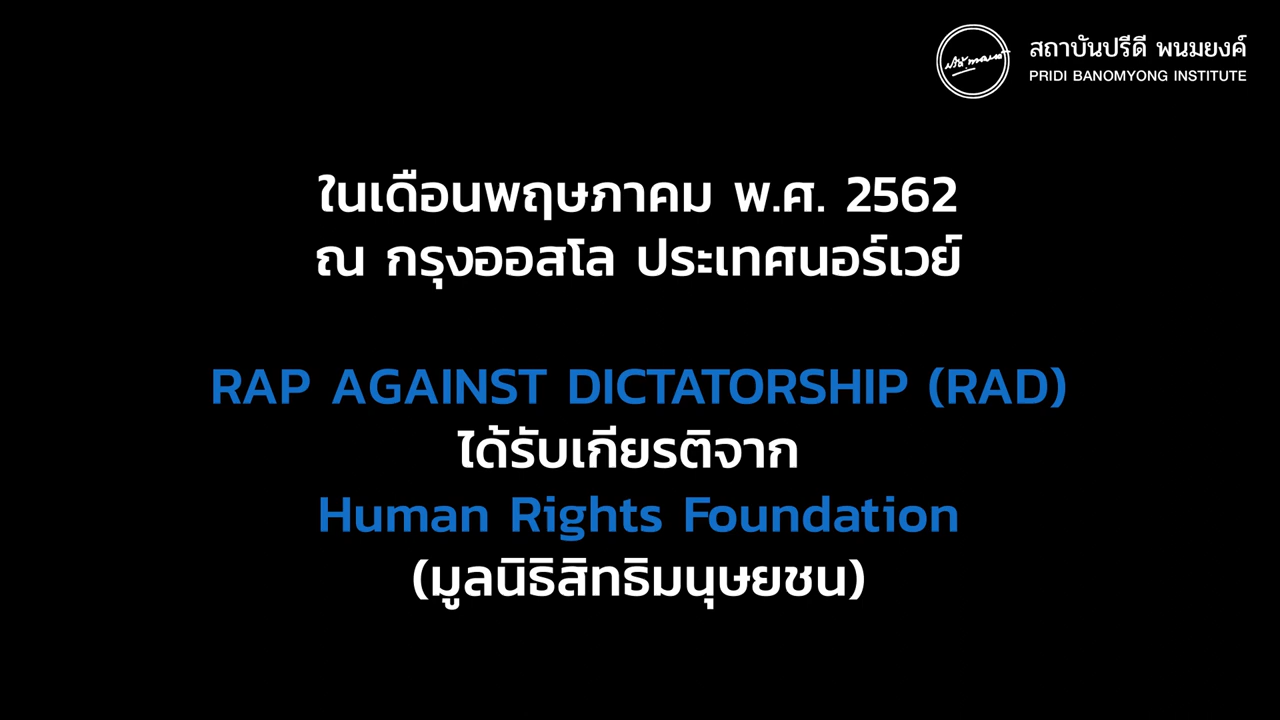 สถาบันปรีดี พนมยงค์
PRIDI BANOMYONG INSTITUTE
ในเดือนพฤษภาคม พ.ศ. 2562
ณ กรุงออสโล ประเทศนอร์เวย์
RAP AGAINST DICTATORSHIP (RAD)
ได้รับเกียรติจาก
Human Rights Foundation
(มูลนิธิสิทธิมนุษยชน)